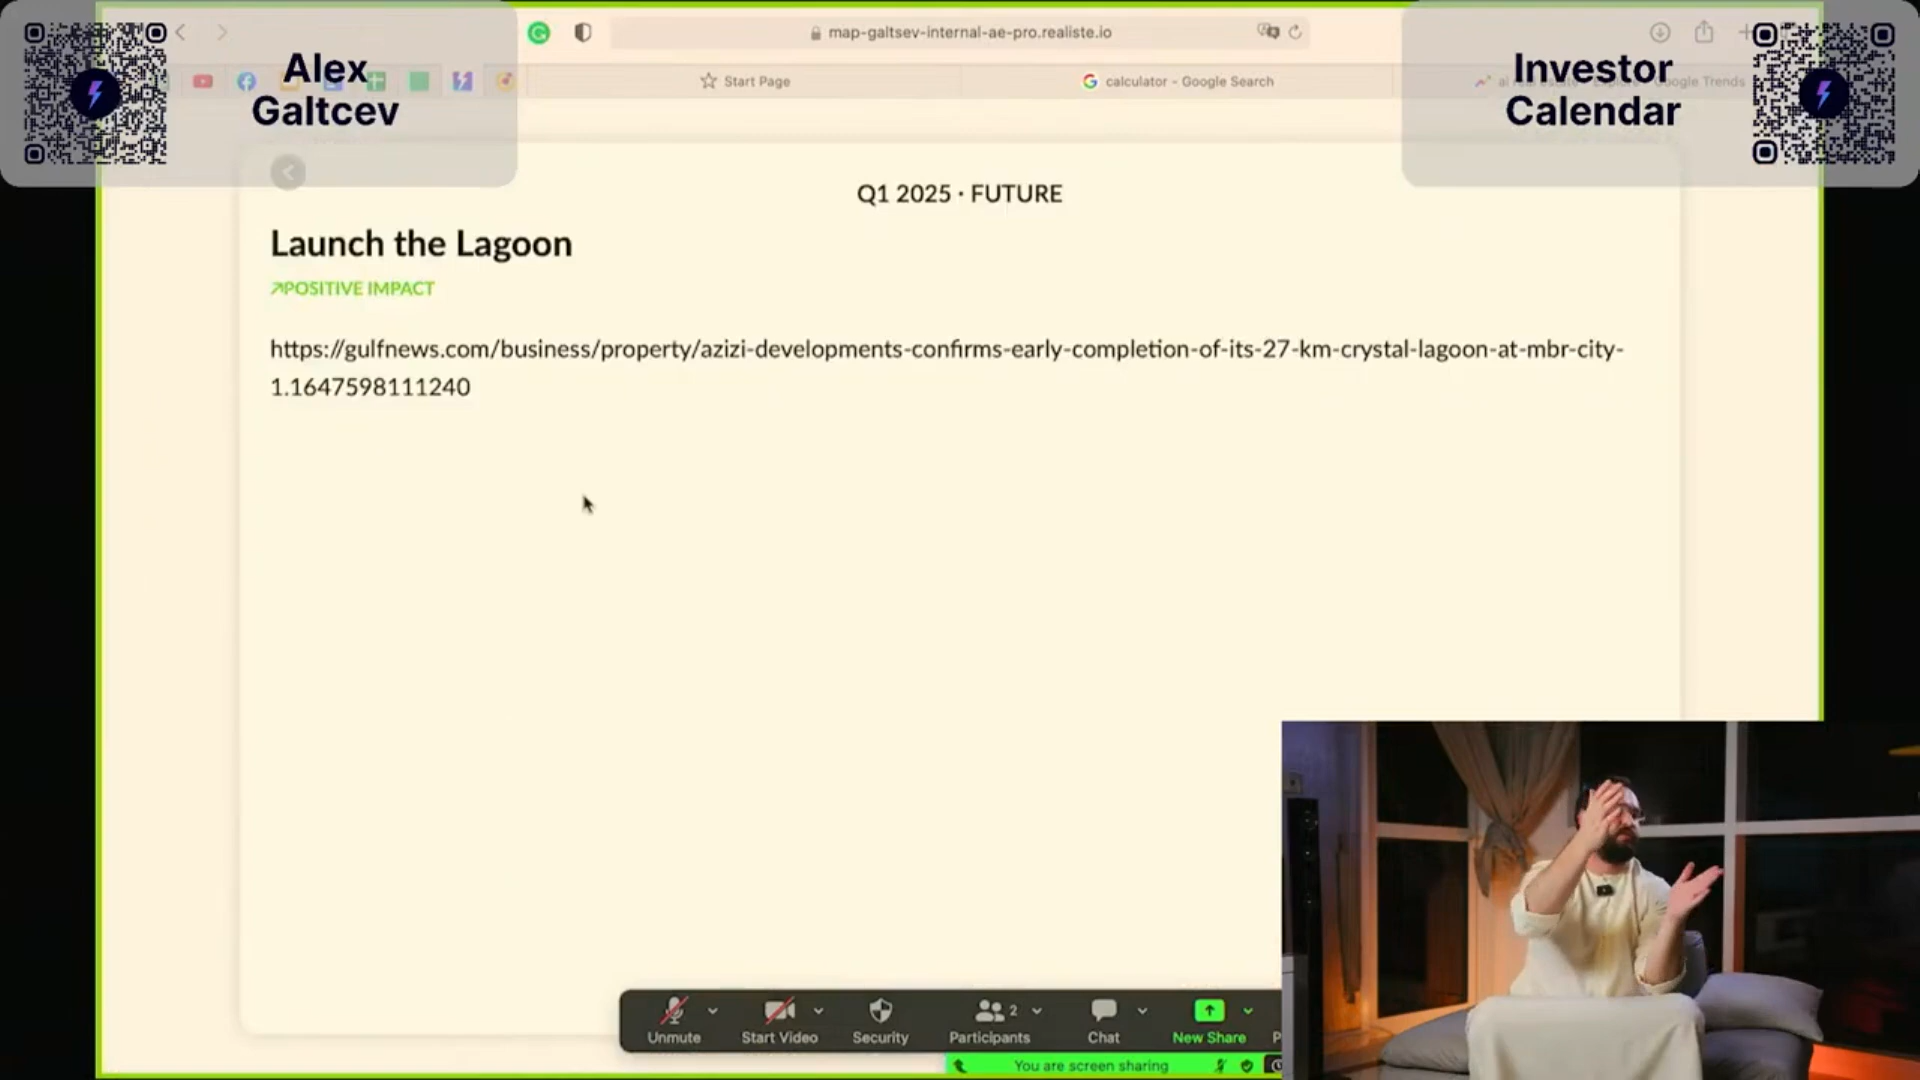 Alex
Galtcev
map-galtsev-internal-ae-pro.realiste.io
Investor
Calendar
Start Page
calculator - Google Search
Google Trends
Q1 2025 · FUTURE
Launch the Lagoon
↗POSITIVE IMPACT
https://gulfnews.com/business/property/azizi-developments-confirms-early-completion-of-its-27-km-crystal-lagoon-at-mbr-city-
1.1647598111240
2
Unmute
Start Video
Security
Participants
Chat
New Share
You are screen sharing